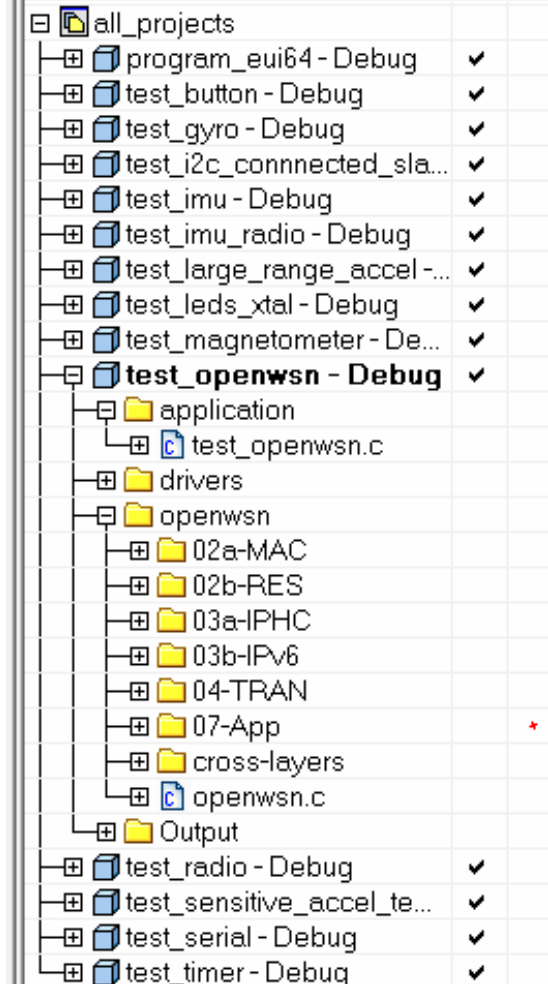 all_projects
program_eui64 - Debug
test_button - Debug
test_gyro - Debug
test_i2c_connnected_sla...
test_imu - Debug
test_imu_radio - Debug
test_large_range_accel -...
test_leds_xtal - Debug
test_magnetometer - De...
test_openwsn - Debug
application
test_openwsn.c
drivers
openwsn
02a-MAC
02b-RES
03a-IPHC
03b-IPv6
04-TRAN
07-App
cross-layers
openwsn.c
Output
test_radio - Debug
test_sensitive_accel_te...
test_serial - Debug
test_timer - Debug